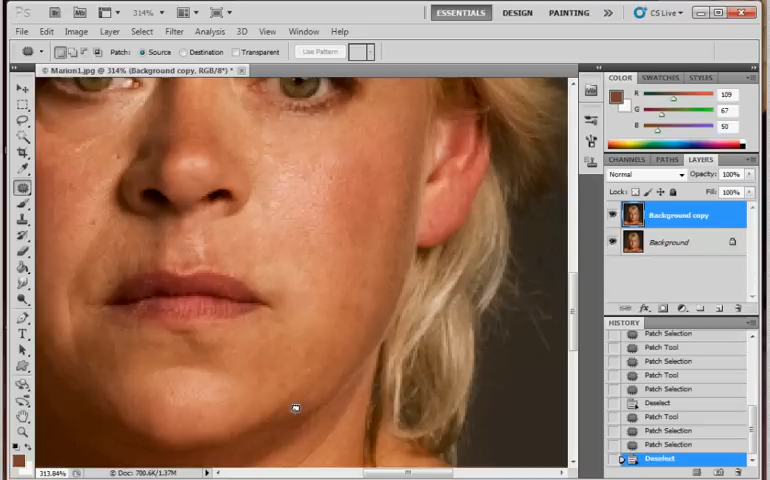 Ps Br Mb 314% ESSENTIALS DESIGN PAINTING >> CS Live
File Edit Image Layer Select Filter Analysis 3D View Window Help
Patch: Source Destination Transparent Use Pattern
© Marion1.jpg @ 314% (Background copy, RGB/8*) *
COLOR SWATCHES STYLES
R 109
G 67
B 50
CHANNELS PATHS LAYERS
Normal Opacity: 100%
Lock: Fill: 100%
Background copy
Background
HISTORY
Patch Selection
Patch Tool
Patch Selection
Patch Tool
Patch Selection
Deselect
Patch Tool
Patch Selection
Patch Selection
Deselect
313.84% © Doc: 700.6K/1.37M